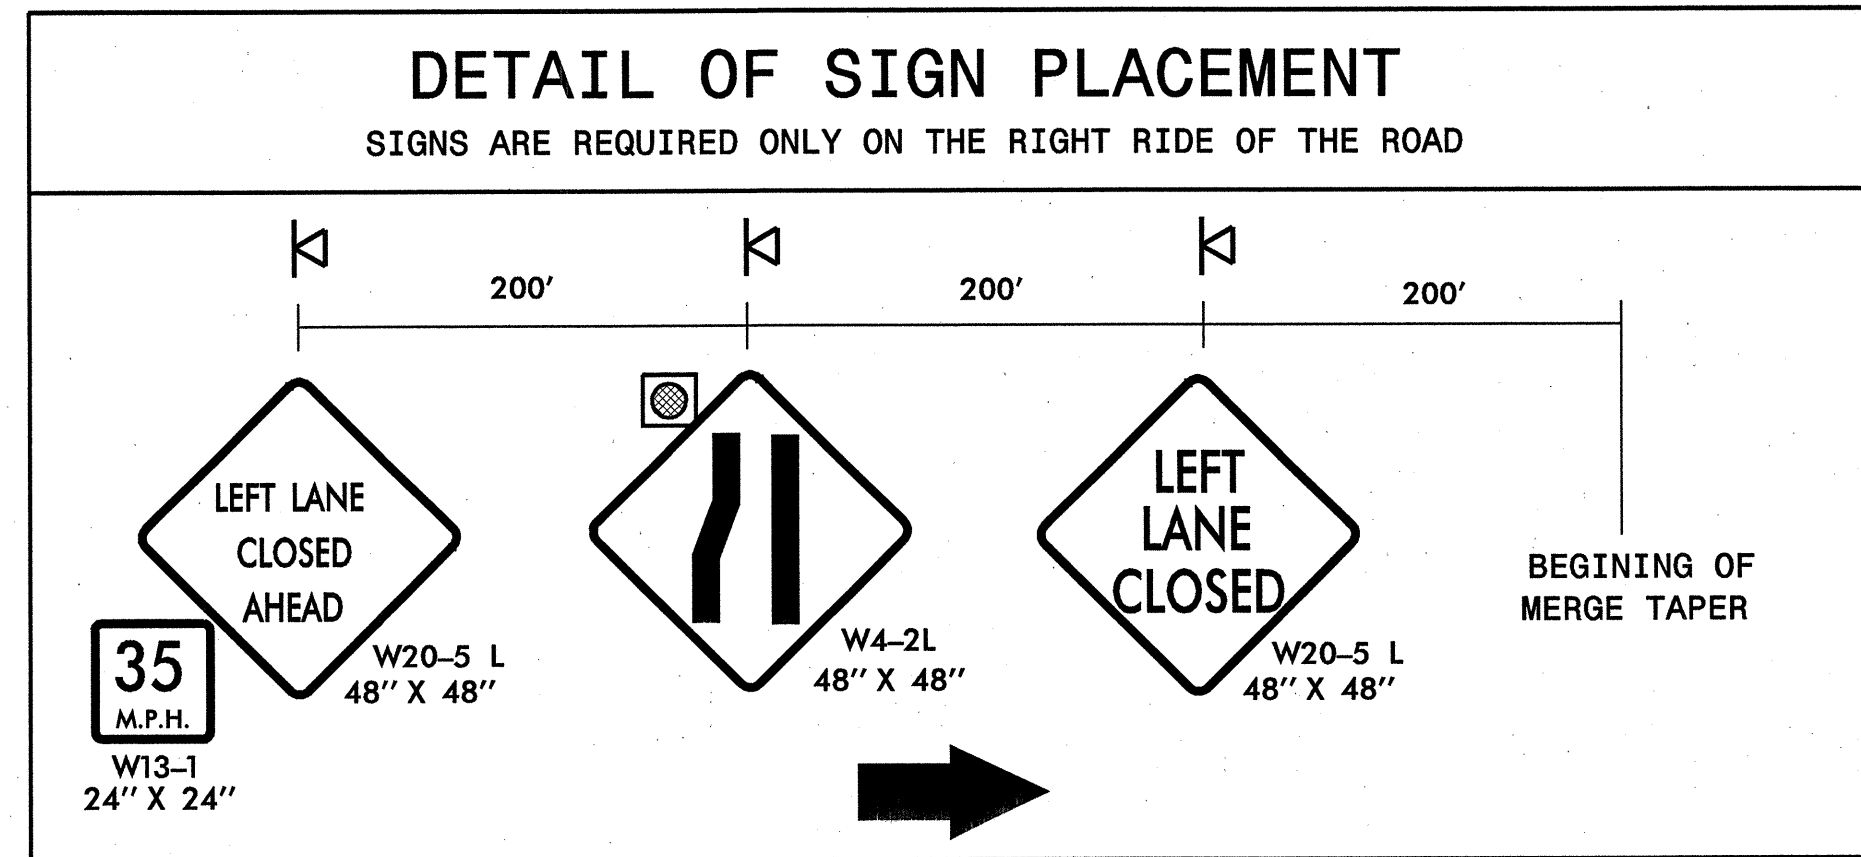 DETAIL OF SIGN PLACEMENT
SIGNS ARE REQUIRED ONLY ON THE RIGHT RIDE OF THE ROAD
200'
200'
200'
LEFT LANE
CLOSED
AHEAD
35
M.P.H.
W13-1
24" X 24"
W20-5 L
48" X 48"
W4-2L
48" X 48"
LEFT
LANE
CLOSED
W20-5 L
48" X 48"
BEGINING OF
MERGE TAPER